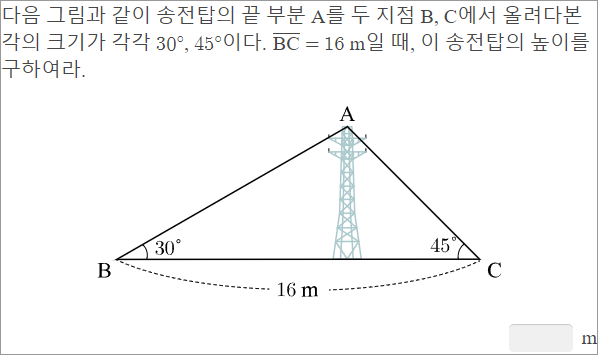 다음 그림과 같이 송전탑의 끝 부분 A를 두 지점 B, C에서 올려다본
각의 크기가 각각 30°, 45°이다. B̅C̅ = 16 m일 때, 이 송전탑의 높이를
구하여라.
A
30°
45°
B
C
16 m
m